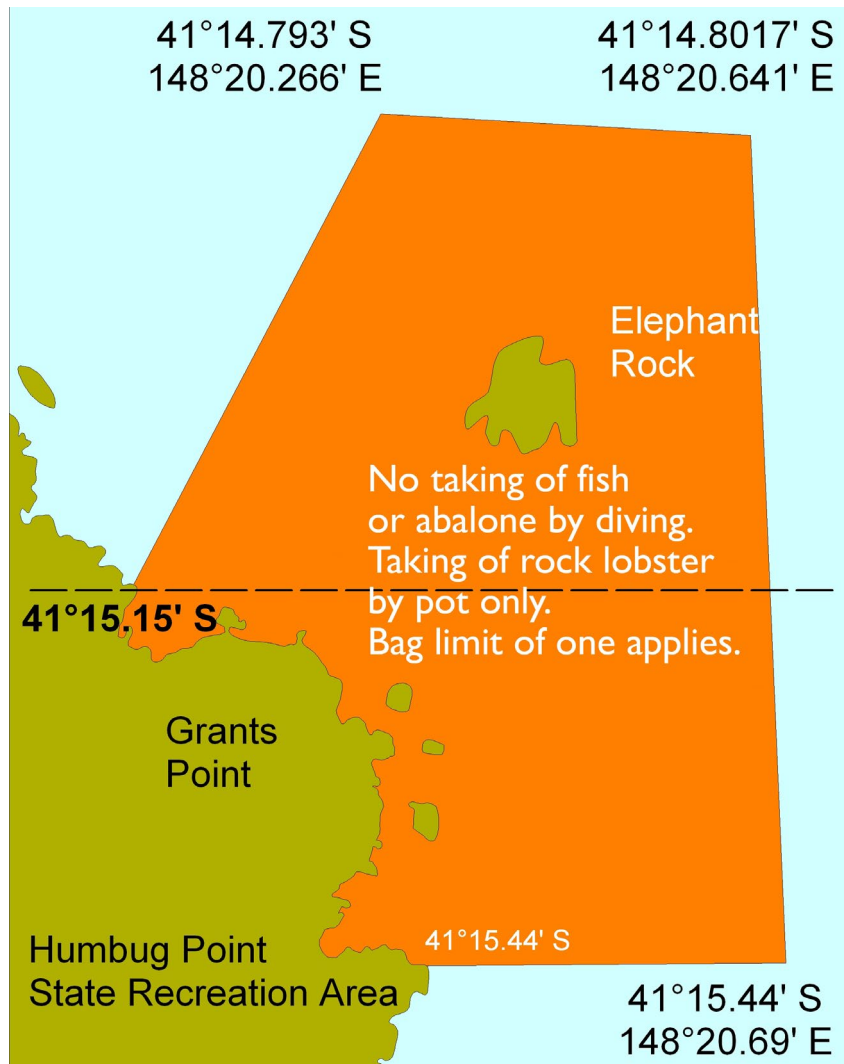 41°14.793' S
148°20.266' E
41°14.8017' S
148°20.641' E
Elephant
Rock
No taking of fish
or abalone by diving.
Taking of rock lobster
by pot only.
Bag limit of one applies.
41°15.15' S
Grants
Point
41°15.44' S
Humbug Point
State Recreation Area
41°15.44' S
148°20.69' E